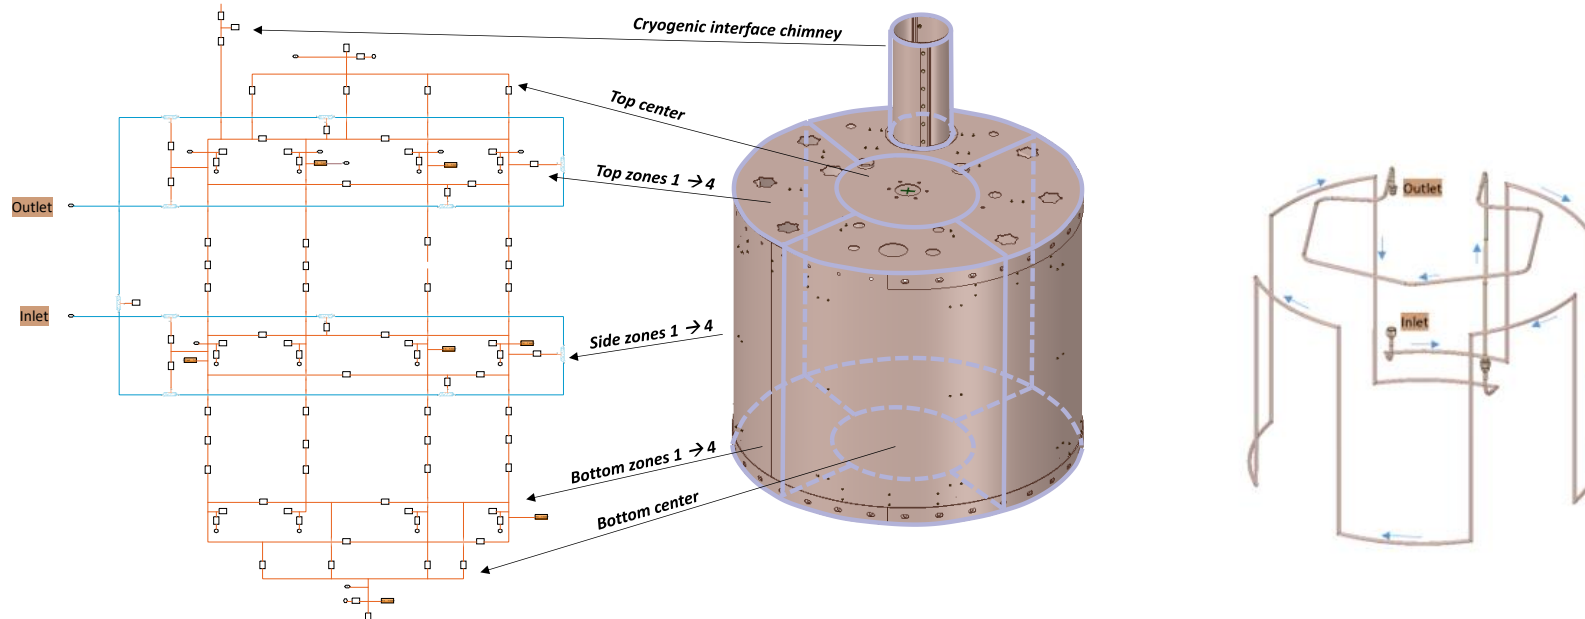 Cryogenic interface chimney
Top center
Top zones 1 → 4
Outlet
Inlet
Side zones 1 → 4
Bottom zones 1 → 4
Bottom center
Outlet
Inlet